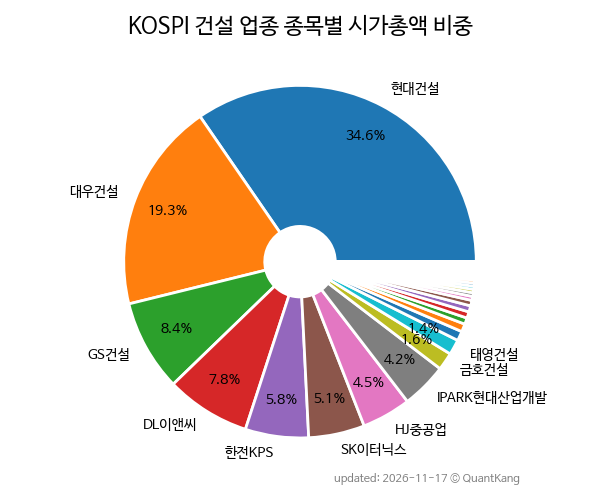 KOSPI 건설 업종 종목별 시가총액 비중
현대건설
34.6%
대우건설
19.3%
GS건설
8.4%
DL이앤씨
7.8%
한전KPS
5.8%
SK이터닉스
5.1%
HJ중공업
4.5%
IPARK현대산업개발
4.2%
금호건설
1.6%
태영건설
1.4%
updated: 2026-11-17 © QuantKang